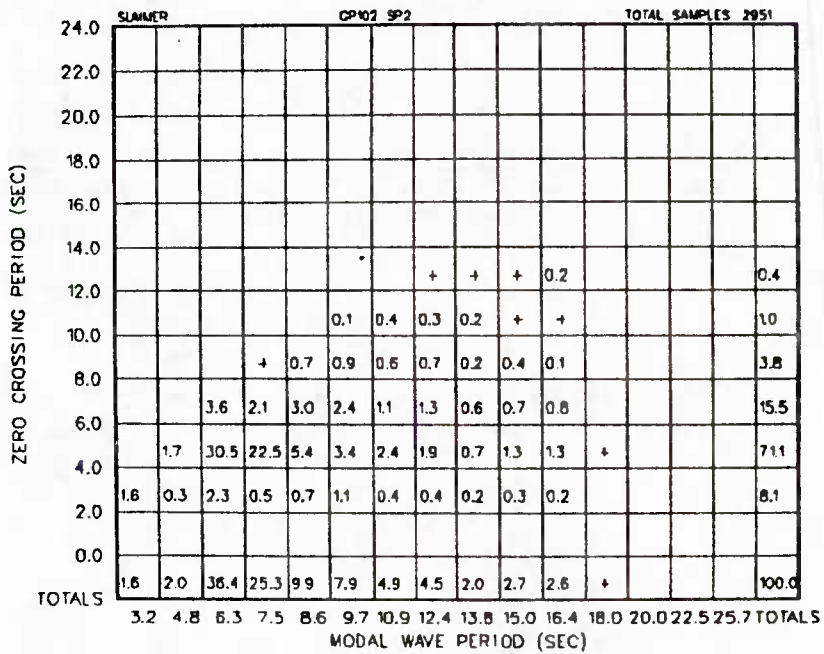 SUMMER GP102 SP2 TOTAL SAMPLES 2951
24.0
22.0
20.0
18.0
16.0
14.0
+ + + 0.2 0.4
12.0
0.1 0.4 0.3 0.2 + + 1.0
10.0
+ 0.7 0.9 0.6 0.7 0.2 0.4 0.1 3.8
8.0
3.6 2.1 3.0 2.4 1.1 1.3 0.6 0.7 0.8 15.5
6.0
1.7 30.5 22.5 5.4 3.4 2.4 1.9 0.7 1.3 1.3 + 71.1
4.0
1.6 0.3 2.3 0.5 0.7 1.1 0.4 0.4 0.2 0.3 0.2 8.1
2.0
0.0
1.6 2.0 36.4 25.3 9.9 7.9 4.9 4.5 2.0 2.7 2.6 + 100.0
TOTALS
3.2 4.8 6.3 7.5 8.6 9.7 10.9 12.4 13.8 15.0 16.4 18.0 20.0 22.5 25.7 TOTALS
MODAL WAVE PERIOD (SEC)
ZERO CROSSING PERIOD (SEC)